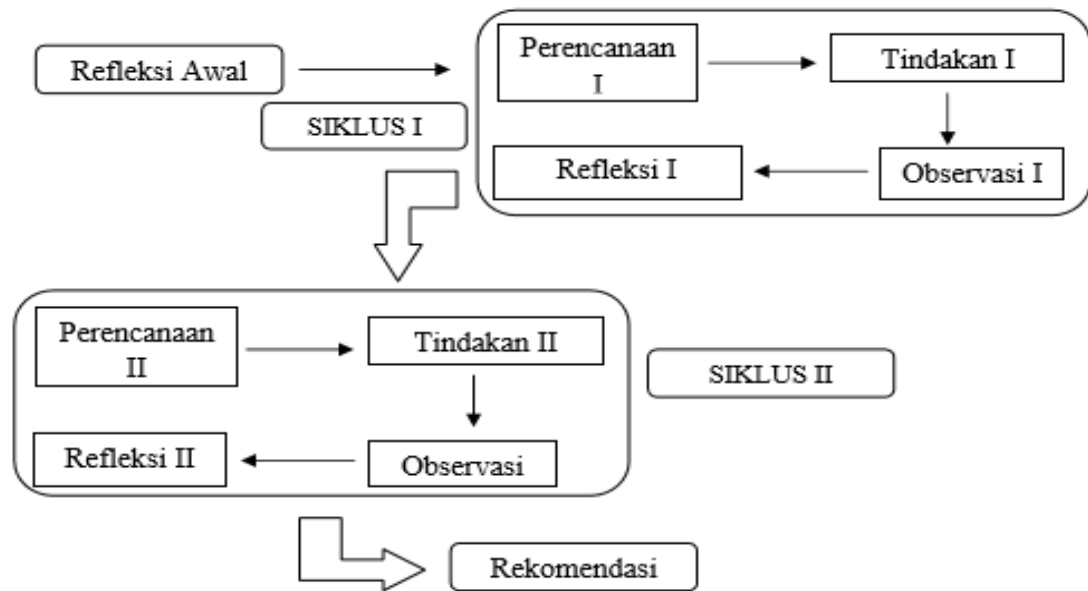 Refleksi Awal
SIKLUS I
Perencanaan
I
Tindakan I
Observasi I
Refleksi I
Perencanaan
II
Tindakan II
Observasi
Refleksi II
SIKLUS II
Rekomendasi